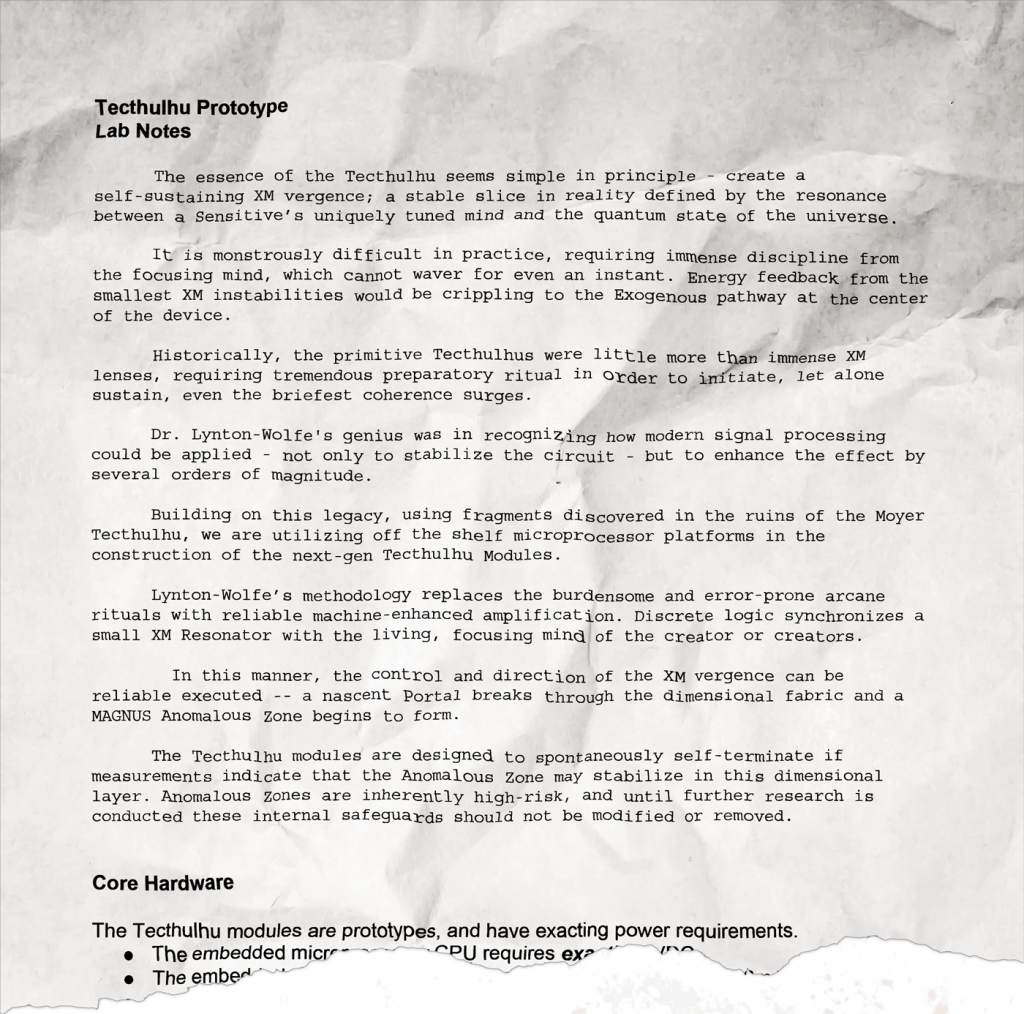 Tecthulhu Prototype
Lab Notes
The essence of the Tecthulhu seems simple in principle - create a
self-sustaining XM vergence; a stable slice in reality defined by the resonance
between a Sensitive's uniquely tuned mind and the quantum state of the universe.
It is monstrously difficult in practice, requiring immense discipline from
the focusing mind, which cannot waver for even an instant. Energy feedback from the
smallest XM instabilities would be crippling to the Exogenous pathway at the center
of the device.
Historically, the primitive Tecthulhus were little more than immense XM
lenses, requiring tremendous preparatory ritual in order to initiate, let alone
sustain, even the briefest coherence surges.
Dr. Lynton-Wolfe's genius was in recognizing how modern signal processing
could be applied - not only to stabilize the circuit - but to enhance the effect by
several orders of magnitude.
Building on this legacy, using fragments discovered in the ruins of the Moyer
Tecthulhu, we are utilizing off the shelf microprocessor platforms in the
construction of the next-gen Tecthulhu Modules.
Lynton-Wolfe's methodology replaces the burdensome and error-prone arcane
rituals with reliable machine-enhanced amplification. Discrete logic synchronizes a
small XM Resonator with the living, focusing mind of the creator or creators.
In this manner, the control and direction of the XM vergence can be
reliable executed -- a nascent Portal breaks through the dimensional fabric and a
MAGNUS Anomalous Zone begins to form.
The Tecthulhu modules are designed to spontaneously self-terminate if
measurements indicate that the Anomalous Zone may stabilize in this dimensional
layer. Anomalous Zones are inherently high-risk, and until further research is
conducted these internal safeguards should not be modified or removed.
Core Hardware
The Tecthulhu modules are prototypes, and have exacting power requirements.
● The embedded CPU requires
● The